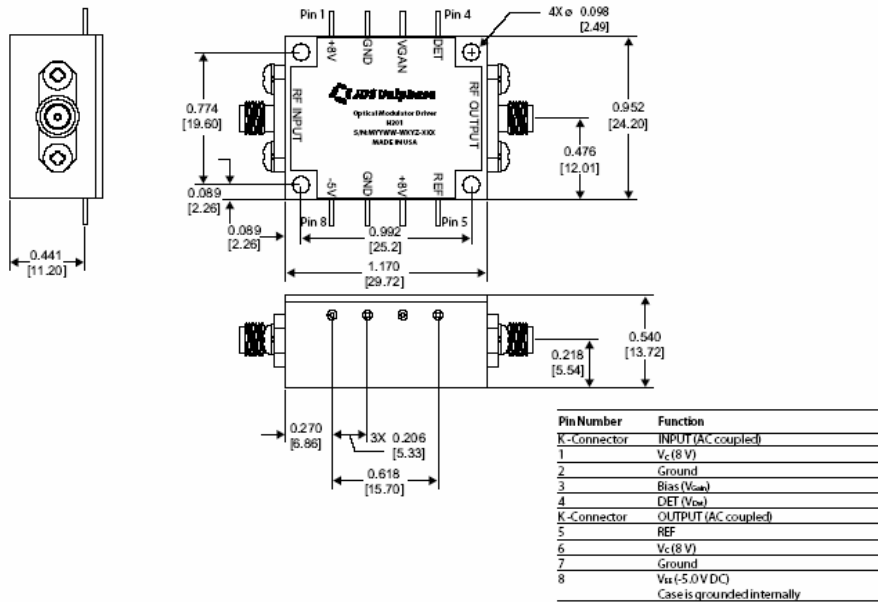 Pin 1
Pin 4
4X ø 0.098
[2.49]
+8V
GND
VGAN
DET
0.774
[19.60]
RF INPUT
JDS Uniphase
Optical Modulator Driver
H201
S/N:MYYWW-WXYZ-XXX
MADE IN USA
RF OUTPUT
0.952
[24.20]
0.476
[12.01]
0.089
[2.26]
-5V
GND
+8V
REF
0.089
[2.26]
Pin 8
Pin 5
0.992
[25.2]
0.441
[11.20]
1.170
[29.72]
0.540
[13.72]
0.218
[5.54]
0.270
[6.86]
3X 0.206
[5.33]
0.618
[15.70]
Pin Number Function
K-Connector INPUT (AC coupled)
1 Vc (8 V)
2 Ground
3 Bias (VGain)
4 DET (VDet)
K-Connector OUTPUT (AC coupled)
5 REF
6 Vc (8 V)
7 Ground
8 VEE (-5.0 V DC)
Case is grounded internally